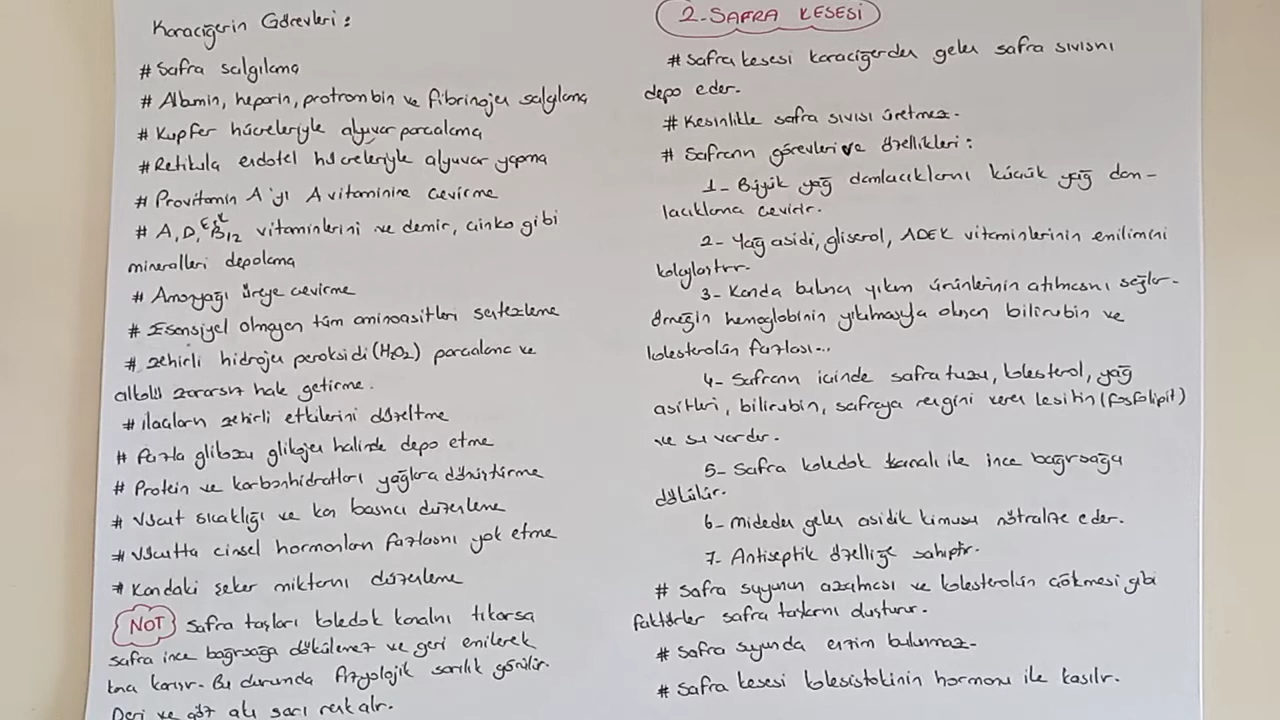 Karaciğerin Görevleri:
# Safra salgılama
# Albumin, heparin, protrombin ve fibrinojen salgılama
# Kupfer hücreleriyle alyuvar parçalama
# Retikula endotel hücreleriyle alyuvar yapma
# Provitamin A'yı A vitaminine çevirme
# A, D, E, K B12 vitaminlerini ve demir, çinko gibi
mineralleri depolama
# Amonyağı üreye çevirme
# Esensiyel olmayan tüm aminoasitleri sentezleme
# zehirli hidrojen peroksidi (H2O2) parçalama ve
alkolü zararsız hale getirme.
# ilaçların zehirli etkilerini düzeltme
# fazla glikozu glikojen halinde depo etme
# Protein ve karbonhidratları yağlara dönüştürme
# Vücut sıcaklığı ve kan basıncı düzenleme
# Vücutta cinsel hormonların fazlasını yok etme
# Kandaki şeker miktarını düzenleme
NOT Safra taşları koledok kanalını tıkarsa
safra ince bağırsağa dökülemez ve geri emilerek
kana karışır. Bu durumda fizyolojik sarılık görülür.
Deri ve göz akı sarı renk alır.
2-SAFRA KESESİ
# Safra kesesi karaciğerden gelen safra sıvısını
depo eder.
# Kesinlikle safra sıvısı üretmez.
# Safranın görevleri ve özellikleri:
1- Büyük yağ damlacıklarını küçük yağ dam-
lacıklarına çevirir.
2- Yağ asidi, gliserol, ADEK vitaminlerinin emilimini
kolaylaştırır.
3- Kanda bulunan yıkım ürünlerinin atılmasını sağlar.
Örneğin hemoglobinin yıkılmasıyla oluşan bilirubin ve
kolesterolün fazlası...
4- Safranın içinde safra tuzu, kolesterol, yağ
asitleri, bilirubin, safraya rengini veren lesitin (fosfolipit)
ve su vardır.
5- Safra koledok kanalı ile ince bağırsağa
dökülür.
6- mideden gelen asidik kimusu nötralize eder.
7- Antiseptik özelliğe sahiptir.
# Safra suyunun azalması ve kolesterolün çökmesi gibi
faktörler safra taşlarını oluşturur.
# Safra suyunda enzim bulunmaz.
# Safra kesesi kolesistokinin hormonu ile kasılır.